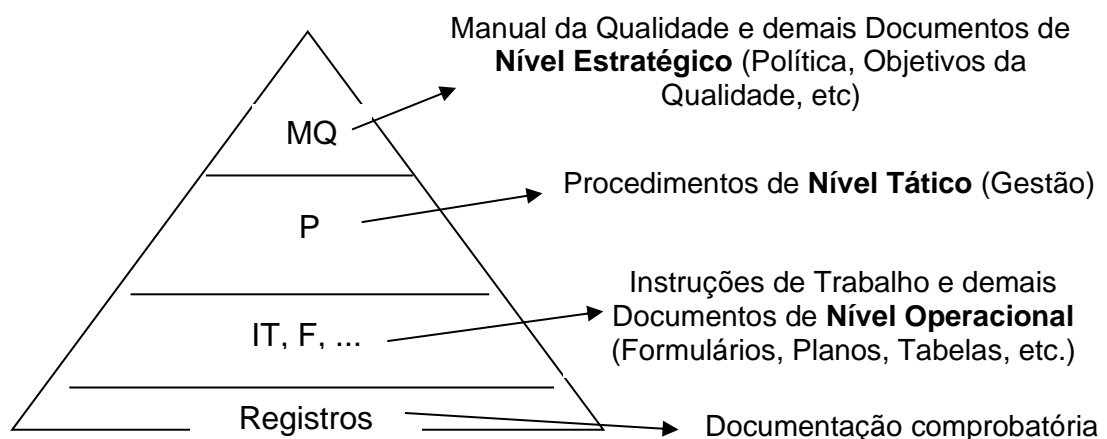 Manual da Qualidade e demais Documentos de
Nível Estratégico (Política, Objetivos da
Qualidade, etc)
MQ
Procedimentos de Nível Tático (Gestão)
P
Instruções de Trabalho e demais
Documentos de Nível Operacional
(Formulários, Planos, Tabelas, etc.)
IT, F, ...
Registros
Documentação comprobatória